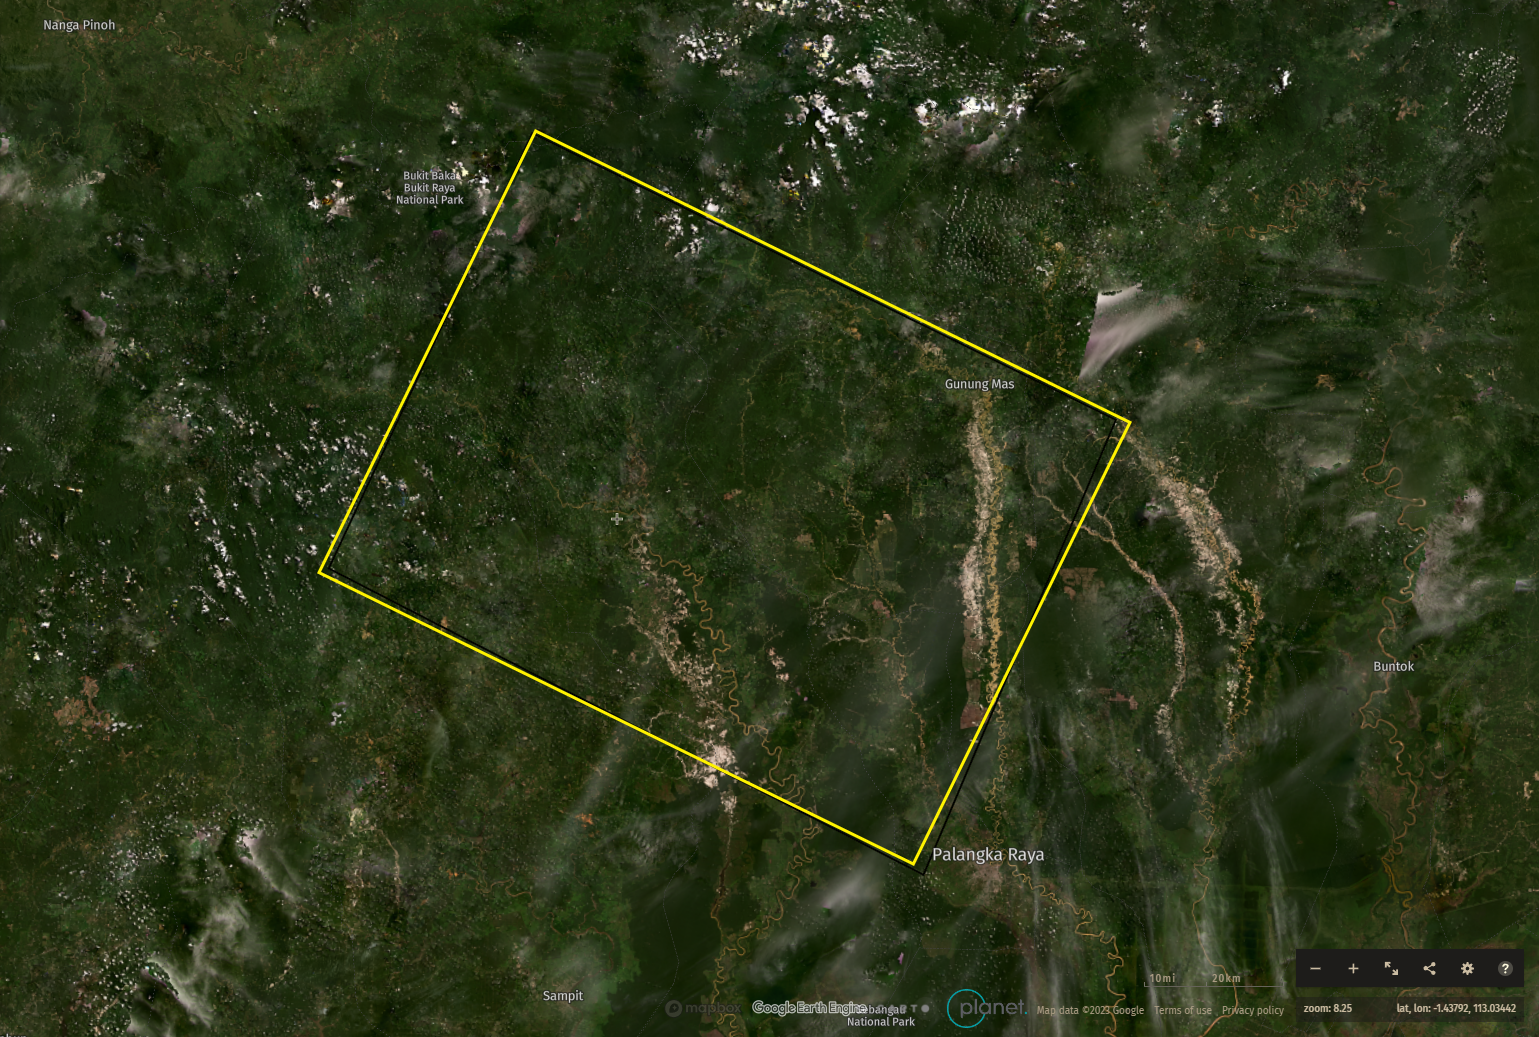 Nanga Pinoh
Bukit Baka
Bukit Raya
National Park
Gunung Mas
Buntok
Palangka Raya
Sampit
10mi 20km
zoom: 8.25 lat, lon: -1.43792, 113.03442
mapbox Google Earth Engine planet. Map data ©2023 Google Terms of use Privacy policy
National Park